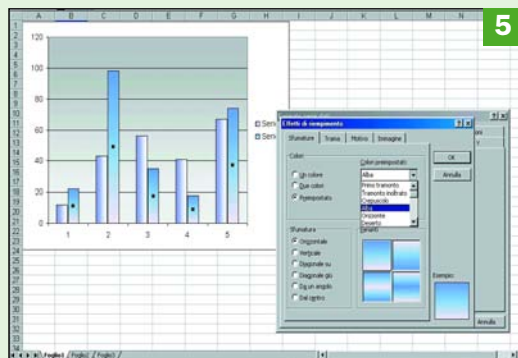 5
A B C D E F G H I J K L M N
120
100
80
60
40
20
0
1 2 3 4 5
Effetti di riempimento
Sfumature Trama Motivo Immagine
Colori
Un colore
Due colori
Preimpostato
Colori preimpostati:
Alba
Primo tramonto
Tramonto indorato
Crepuscolo
Alba
Orizzonte
Deserto
OK
Annulla
Sfumature
Orizzontale
Verticale
Diagonale su
Diagonale giù
Da un angolo
Dal centro
Varianti
Esempio:
Annulla
Foglio1 Foglio2 Foglio3